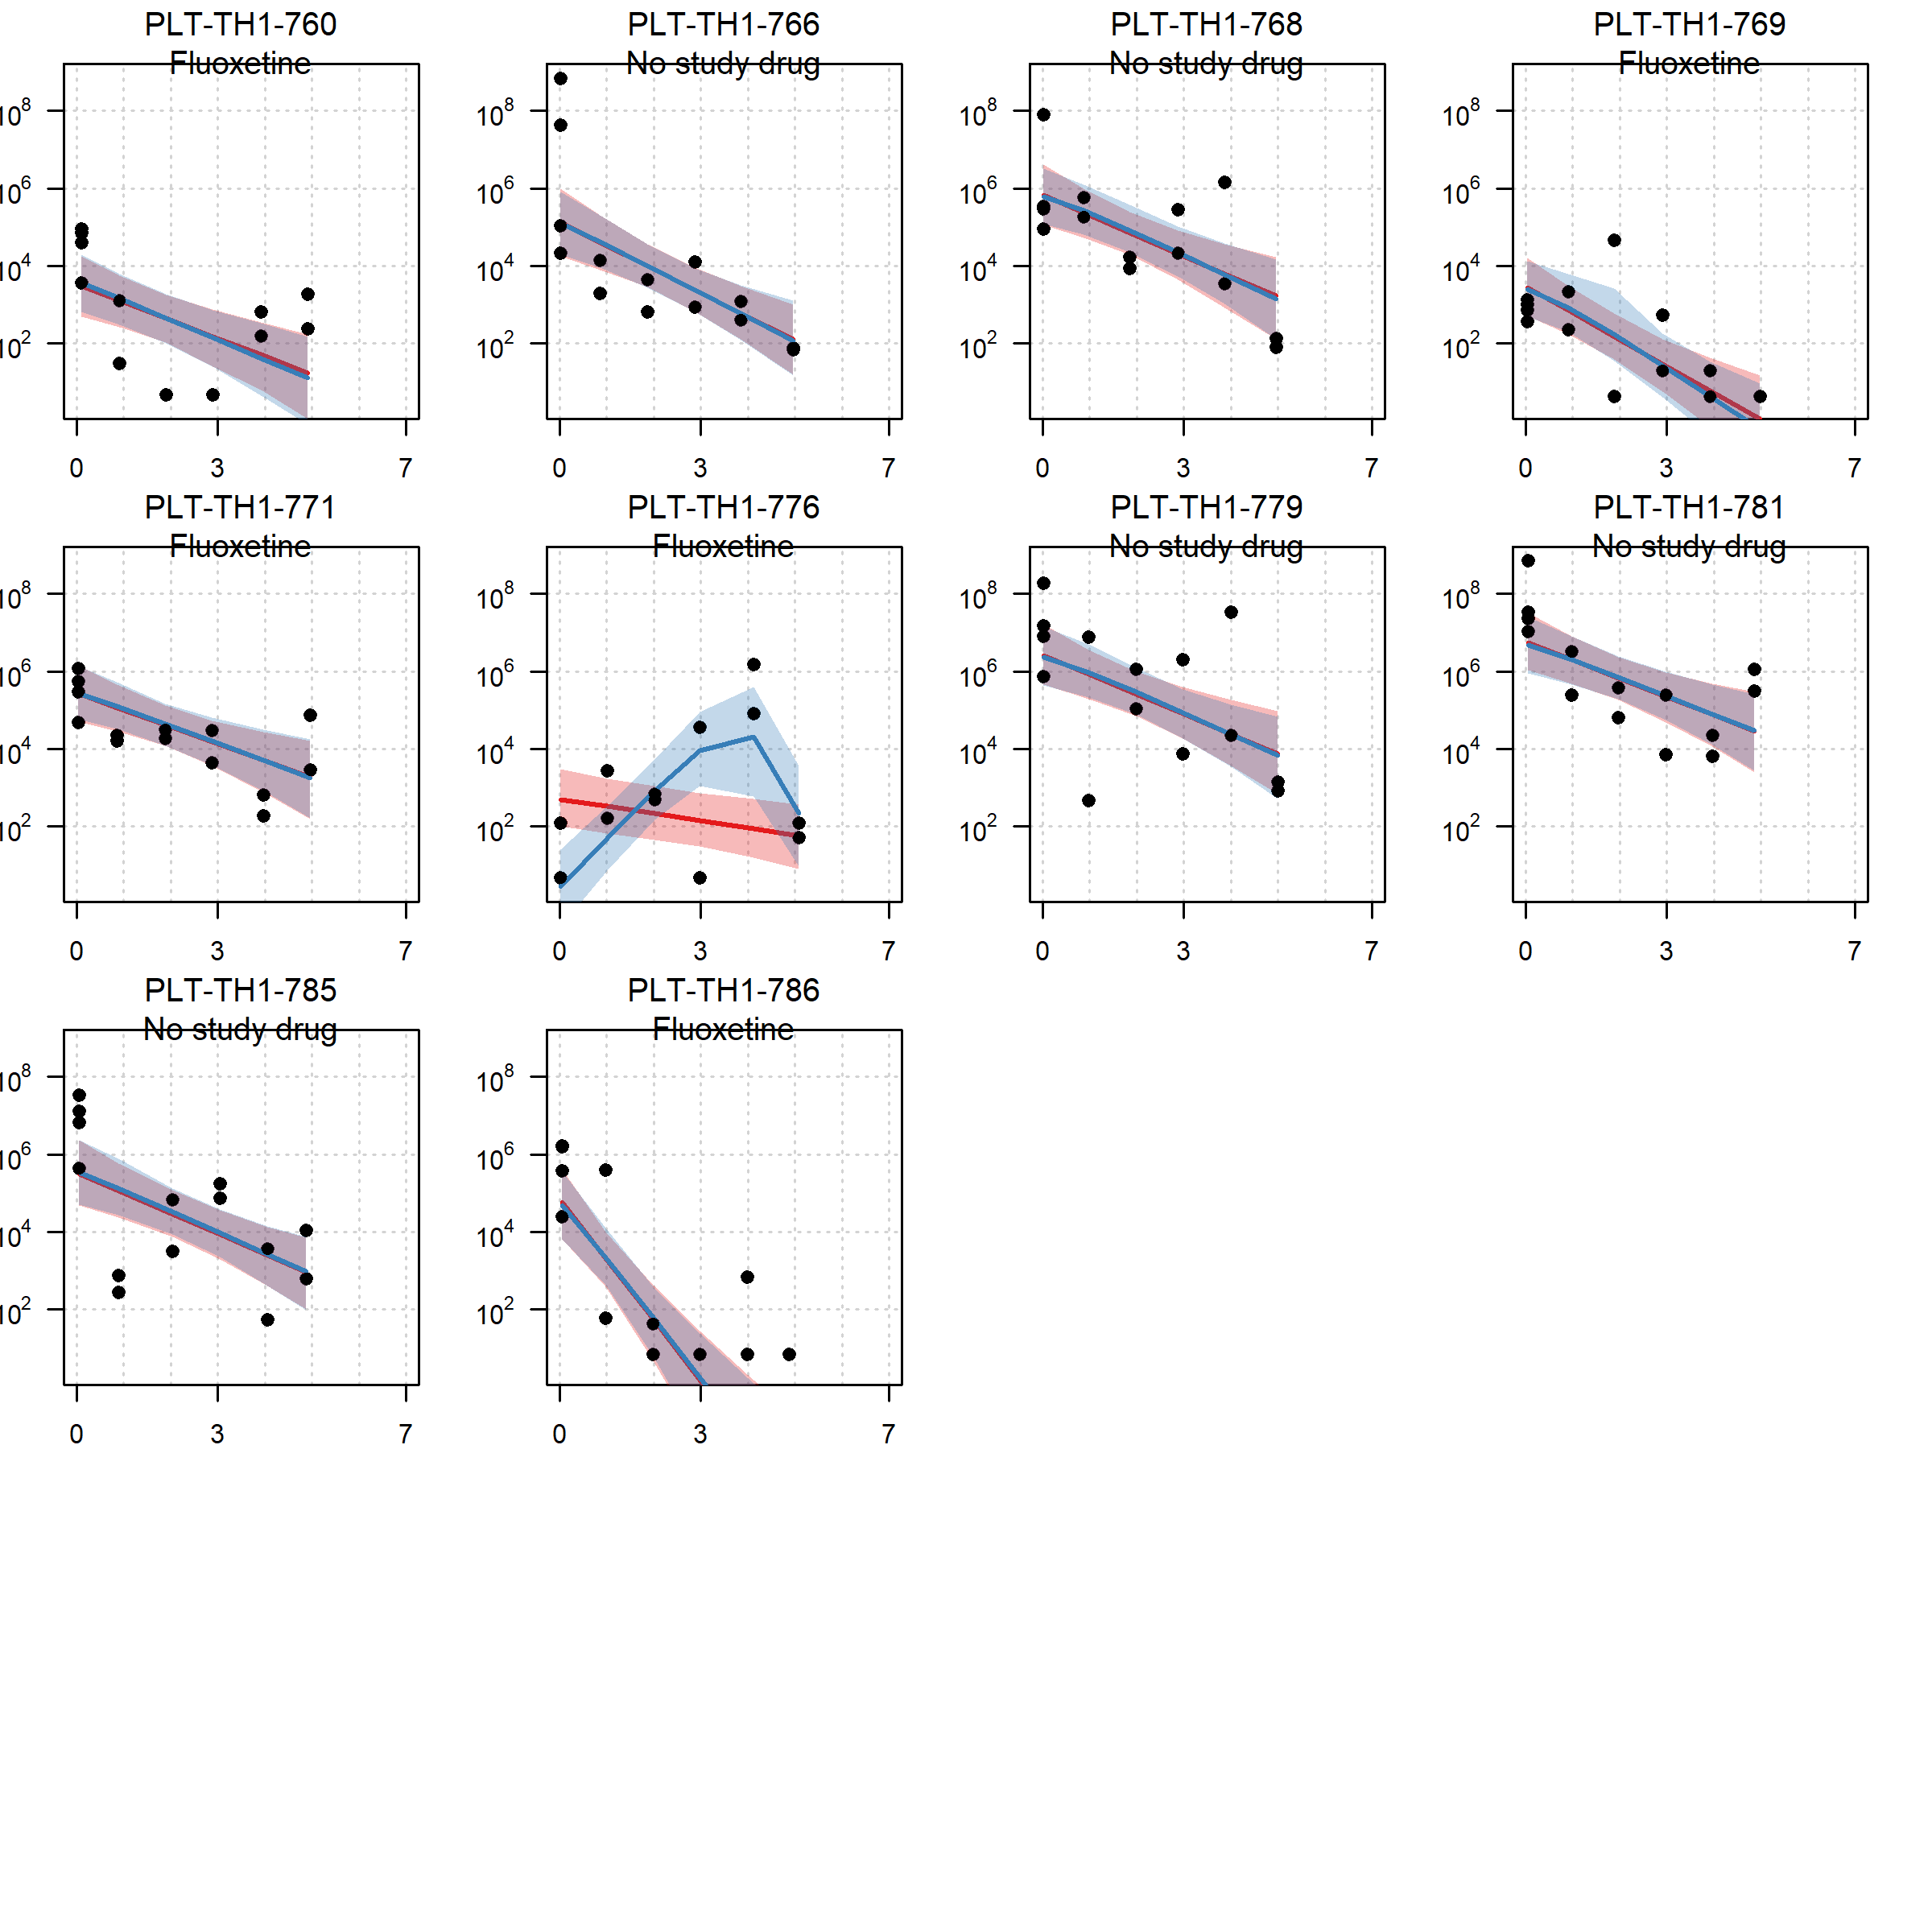 PLT-TH1-760 PLT-TH1-766 PLT-TH1-768 PLT-TH1-769
Fluoxetine No study drug No study drug Fluoxetine
10^8 10^8 10^8 10^8
10^6 10^6 10^6 10^6
10^4 10^4 10^4 10^4
10^2 10^2 10^2 10^2
0 3 7 0 3 7 0 3 7 0 3 7
PLT-TH1-771 PLT-TH1-776 PLT-TH1-779 PLT-TH1-781
Fluoxetine Fluoxetine No study drug No study drug
10^8 10^8 10^8 10^8
10^6 10^6 10^6 10^6
10^4 10^4 10^4 10^4
10^2 10^2 10^2 10^2
0 3 7 0 3 7 0 3 7 0 3 7
PLT-TH1-785 PLT-TH1-786
No study drug Fluoxetine
10^8 10^8
10^6 10^6
10^4 10^4
10^2 10^2
0 3 7 0 3 7